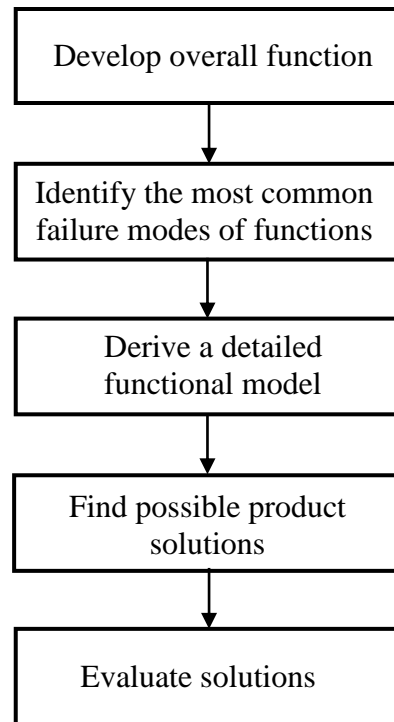 Develop overall function
Identify the most common
failure modes of functions
Derive a detailed
functional model
Find possible product
solutions
Evaluate solutions